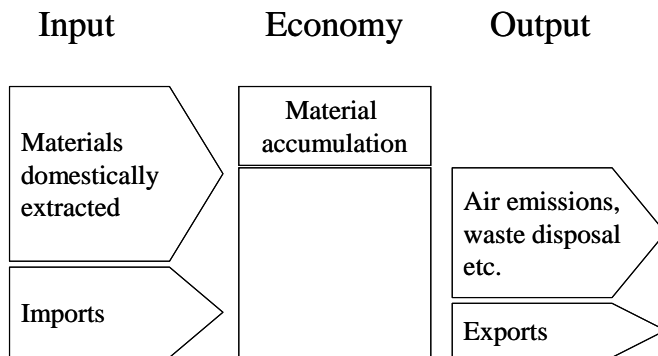 Input
Economy
Output
Materials
domestically
extracted
Imports
Material
accumulation
Air emissions,
waste disposal
etc.
Exports